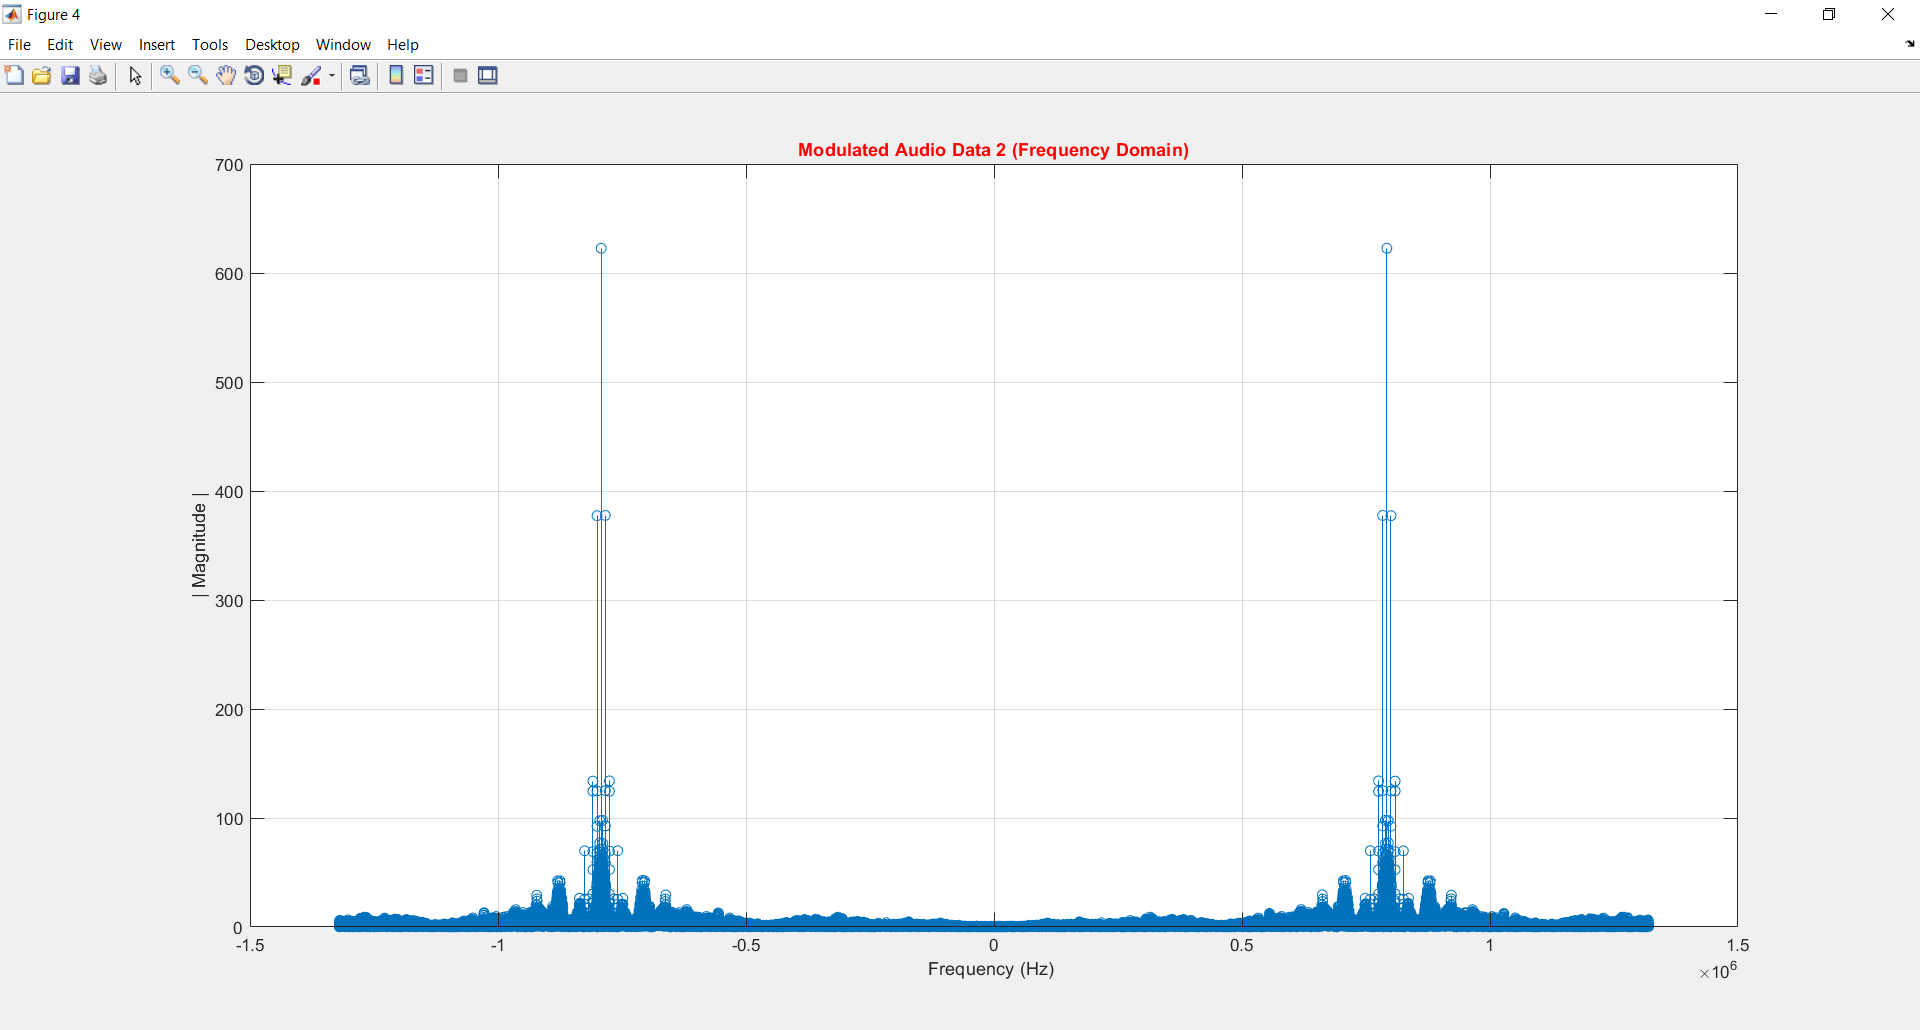 Figure 4
File Edit View Insert Tools Desktop Window Help
Modulated Audio Data 2 (Frequency Domain)
700
600
500
400
300
200
100
0
| Magnitude |
-1.5 -1 -0.5 0 0.5 1 1.5
Frequency (Hz)
×10⁶